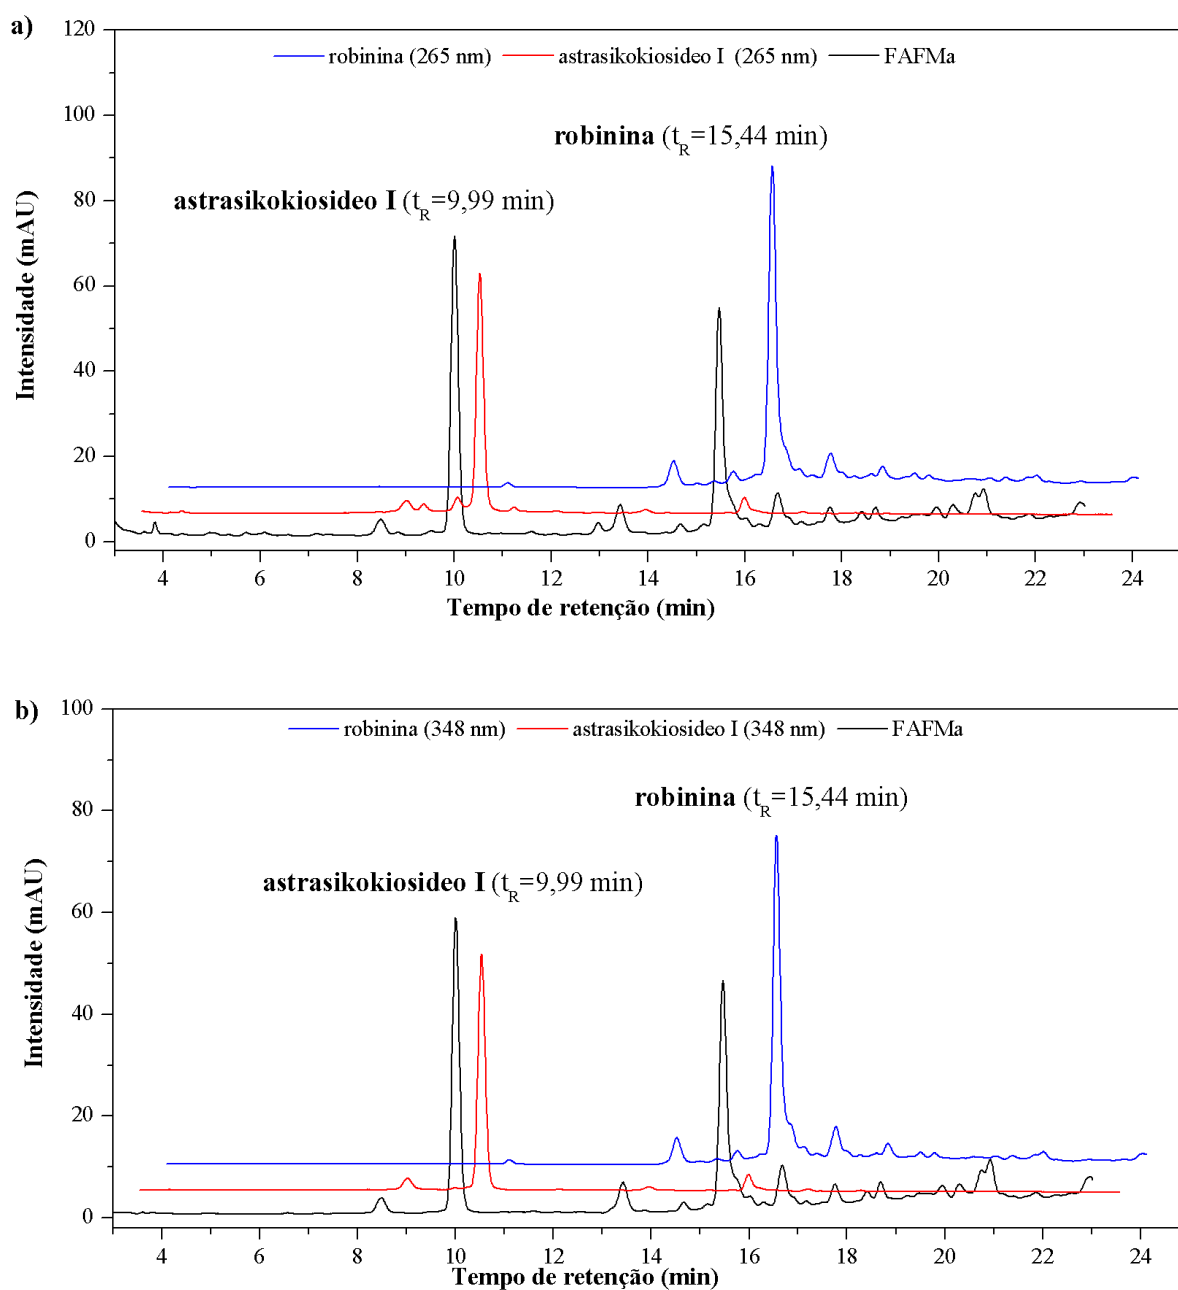 a)
120
100
80
60
40
20
0
robinina (265 nm) astrasikokiosideo I (265 nm) FAFMa
robinina (tR=15,44 min)
astrasikokiosideo I (tR=9,99 min)
Intensidade (mAU)
4 6 8 10 12 14 16 18 20 22 24
Tempo de retenção (min)
b)
100
80
60
40
20
0
robinina (348 nm) astrasikokiosideo I (348 nm) FAFMa
robinina (tR=15,44 min)
astrasikokiosideo I (tR=9,99 min)
Intensidade (mAU)
4 6 8 10 12 14 16 18 20 22 24
Tempo de retenção (min)